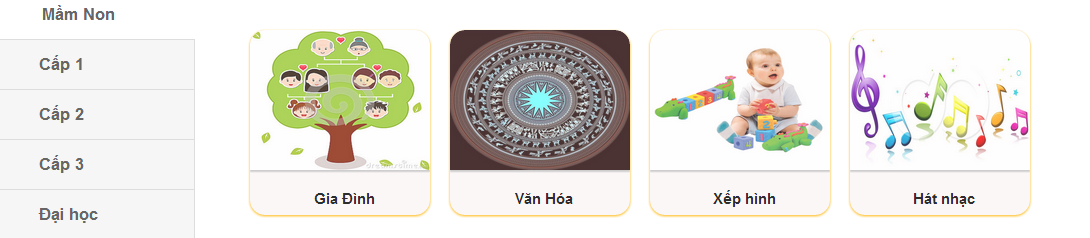 Mầm Non
Cấp 1
Cấp 2
Cấp 3
Đại học
Gia Đình
Văn Hóa
Xếp hình
Hát nhạc